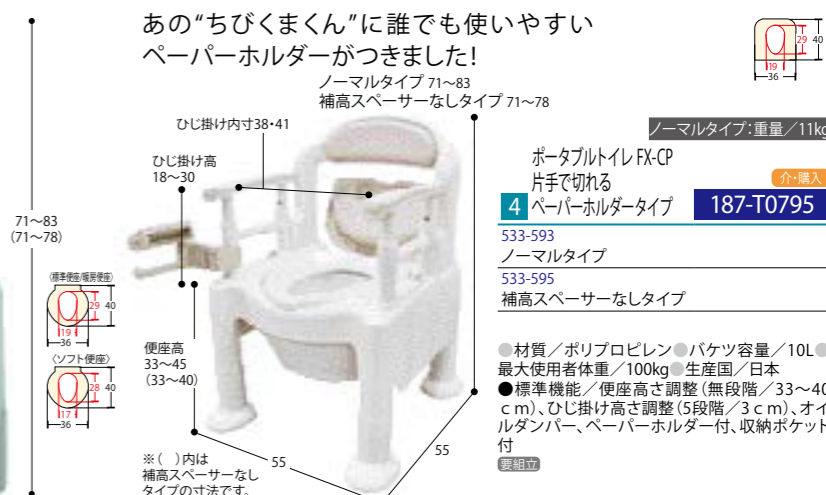 あの“ちびくまくん”に誰でも使いやすい
ペーパーホルダーがつきました!
ノーマルタイプ 71～83
補高スペーサーなしタイプ 71～78
ひじ掛け内寸38・41
ひじ掛け高
18～30
71～83
(71～78)
〈標準便座/暖房便座〉
29
40
19
36
〈ソフト便座〉
28
40
17
36
便座高
33～45
(33～40)
55
55
※( )内は
補高スペーサーなし
タイプの寸法です。
29
40
19
36
ノーマルタイプ:重量/11kg
ポータブルトイレ FX-CP
片手で切れる
4 ペーパーホルダータイプ
介・購入
187-T0795
533-593
ノーマルタイプ
533-595
補高スペーサーなしタイプ
●材質/ポリプロピレン●バケツ容量/10L●
最大使用者体重/100kg●生産国/日本
●標準機能/便座高さ調整(無段階/33～40
cm)、ひじ掛け高さ調整(5段階/3cm)、オイ
ルダンパー、ペーパーホルダー付、収納ポケット
付
要組立